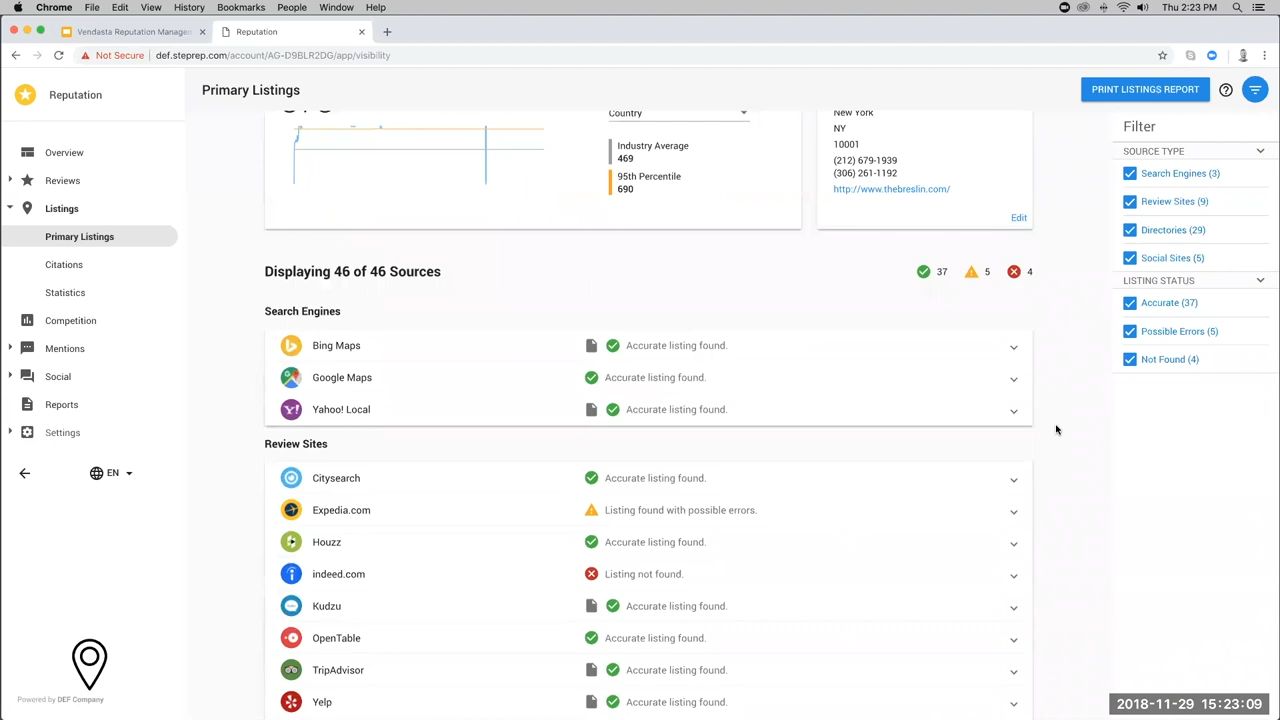 Chrome File Edit View History Bookmarks People Window Help Thu 2:23 PM
Vendasta Reputation Manage
Reputation
Not Secure def.steprep.com/account/AG-D9BLR2DG/app/visibility
Reputation
Overview
Reviews
Listings
Primary Listings
Citations
Statistics
Competition
Mentions
Social
Reports
Settings
EN
Powered by DEF Company
Primary Listings
PRINT LISTINGS REPORT
Country
Industry Average
469
95th Percentile
690
New York
NY
10001
(212) 679-1939
(306) 261-1192
http://www.thebreslin.com/
Edit
Displaying 46 of 46 Sources 37 5 4
Search Engines
Bing Maps Accurate listing found.
Google Maps Accurate listing found.
Yahoo! Local Accurate listing found.
Review Sites
Citysearch Accurate listing found.
Expedia.com Listing found with possible errors.
Houzz Accurate listing found.
indeed.com Listing not found.
Kudzu Accurate listing found.
OpenTable Accurate listing found.
TripAdvisor Accurate listing found.
Yelp Accurate listing found.
Filter
SOURCE TYPE
Search Engines (3)
Review Sites (9)
Directories (29)
Social Sites (5)
LISTING STATUS
Accurate (37)
Possible Errors (5)
Not Found (4)
2018-11-29 15:23:09